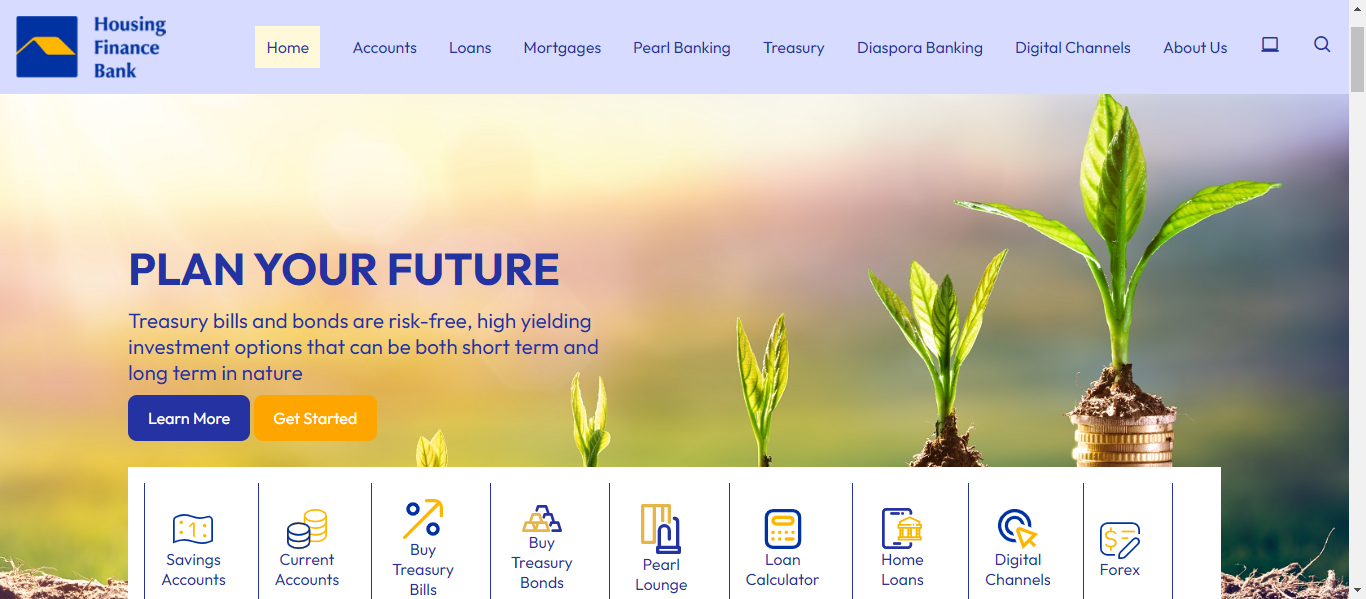 Housing
Finance
Bank
Home
Accounts
Loans
Mortgages
Pearl Banking
Treasury
Diaspora Banking
Digital Channels
About Us
PLAN YOUR FUTURE
Treasury bills and bonds are risk-free, high yielding
investment options that can be both short term and
long term in nature
Learn More
Get Started
Savings
Accounts
Current
Accounts
Buy
Treasury
Bills
Buy
Treasury
Bonds
Pearl
Lounge
Loan
Calculator
Home
Loans
Digital
Channels
Forex